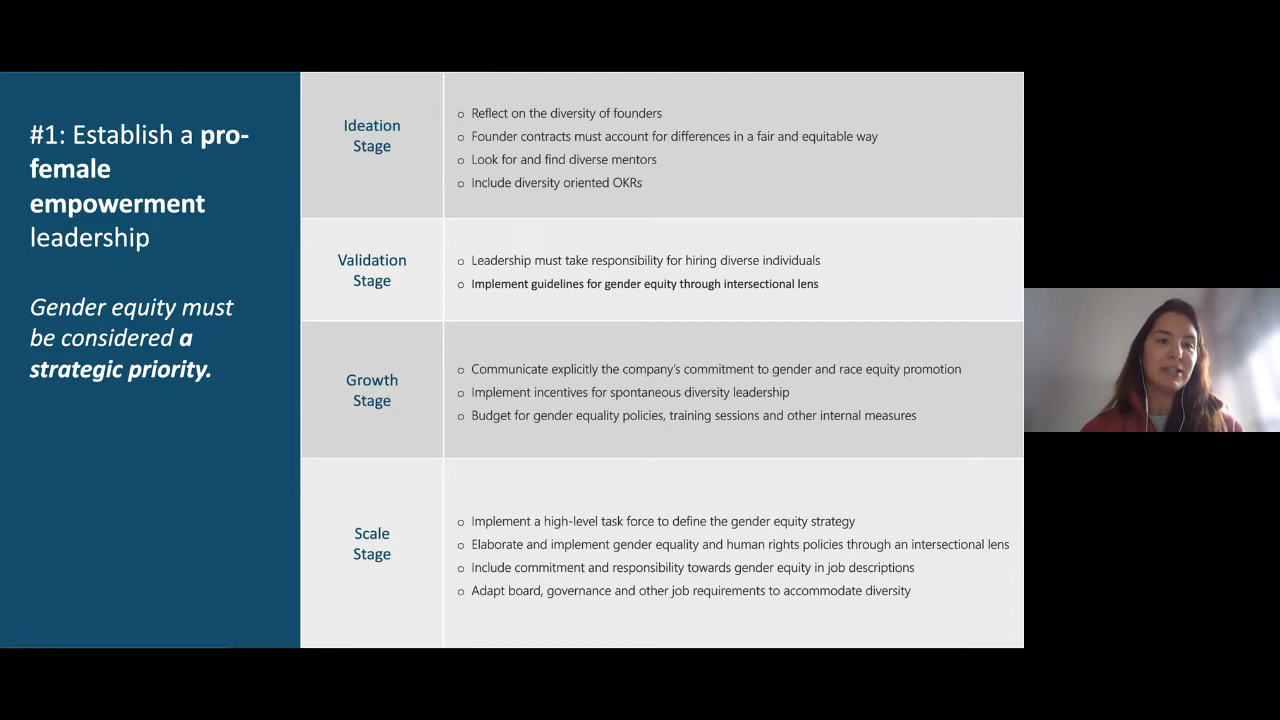 #1: Establish a pro-
female
empowerment
leadership
Gender equity must
be considered a
strategic priority.
Ideation
Stage
o Reflect on the diversity of founders
o Founder contracts must account for differences in a fair and equitable way
o Look for and find diverse mentors
o Include diversity oriented OKRs
Validation
Stage
o Leadership must take responsibility for hiring diverse individuals
o Implement guidelines for gender equity through intersectional lens
Growth
Stage
o Communicate explicitly the company's commitment to gender and race equity promotion
o Implement incentives for spontaneous diversity leadership
o Budget for gender equality policies, training sessions and other internal measures
Scale
Stage
o Implement a high-level task force to define the gender equity strategy
o Elaborate and implement gender equality and human rights policies through an intersectional lens
o Include commitment and responsibility towards gender equity in job descriptions
o Adapt board, governance and other job requirements to accommodate diversity